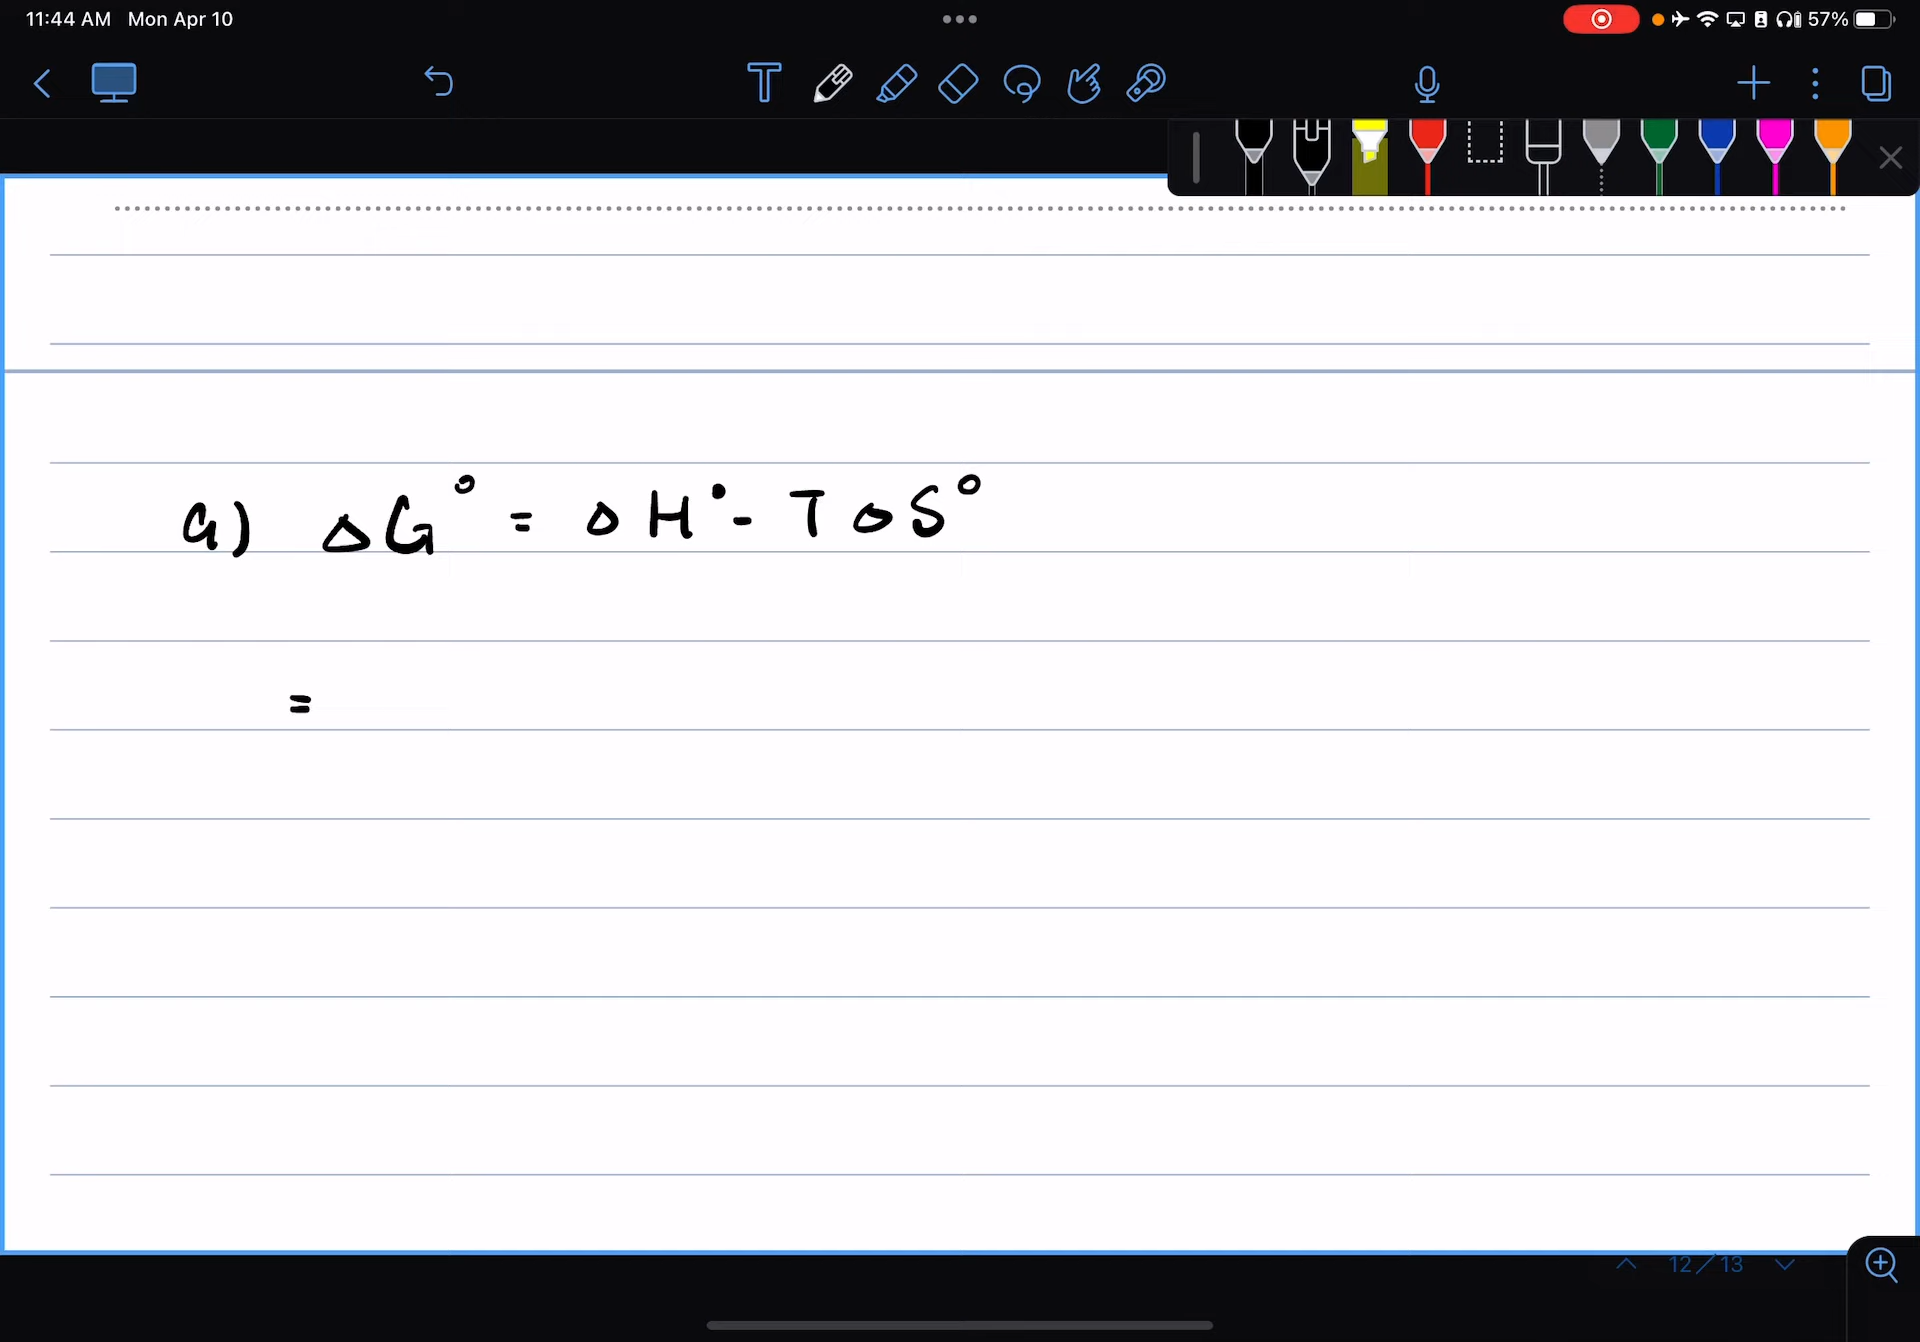 11:44 AM Mon Apr 10
57%
T
a) ΔG° = ΔH° - TΔS°
=
12/13